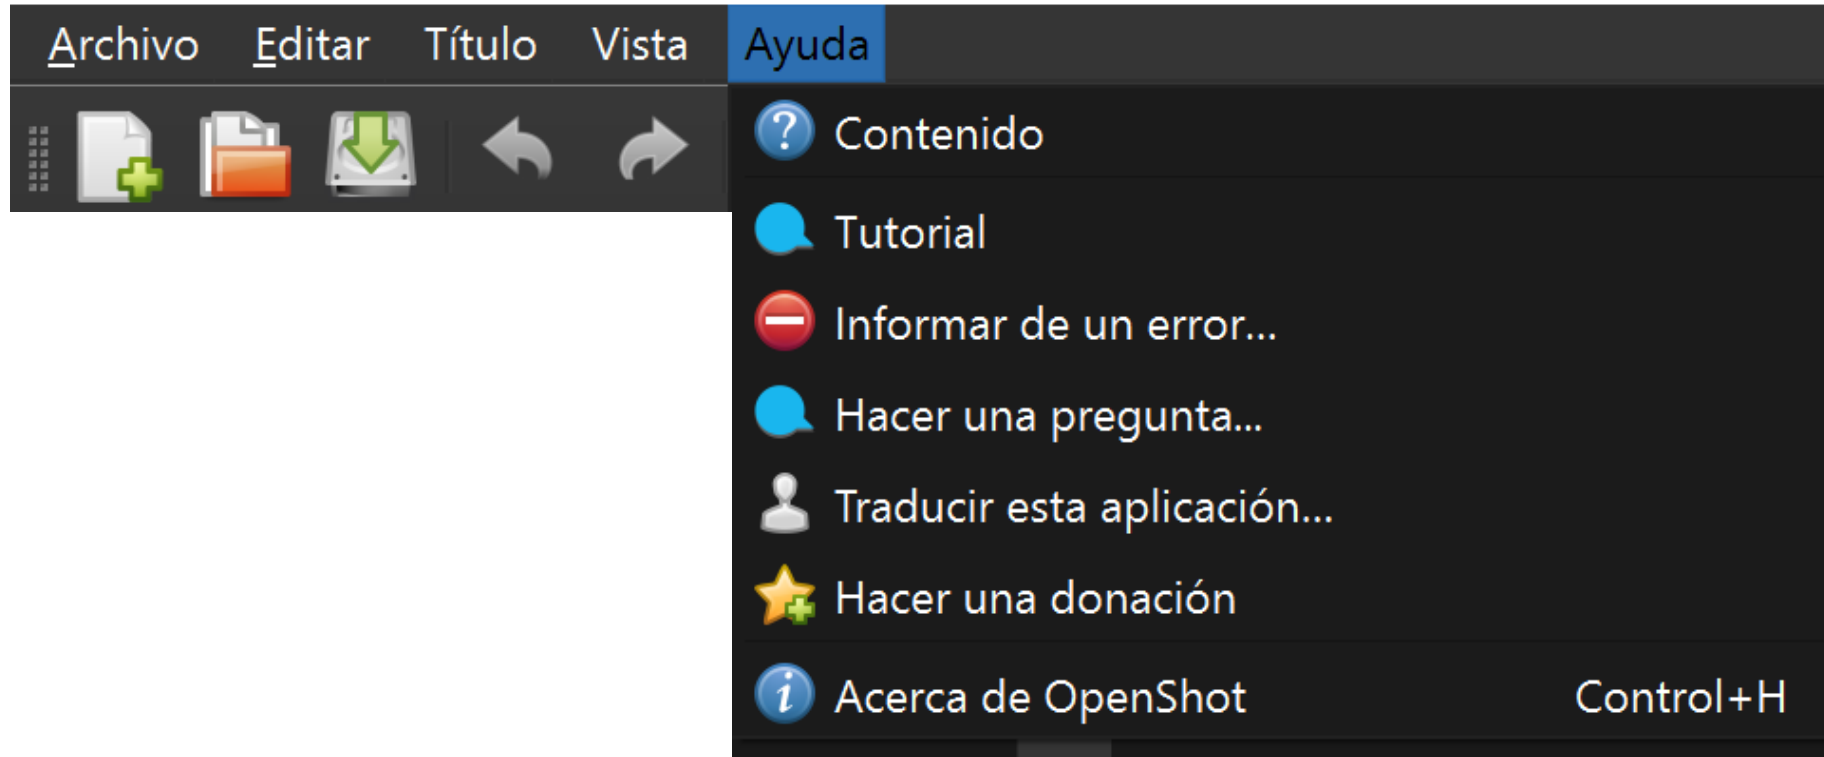 Archivo Editar Título Vista Ayuda
Contenido
Tutorial
Informar de un error...
Hacer una pregunta...
Traducir esta aplicación...
Hacer una donación
Acerca de OpenShot Control+H